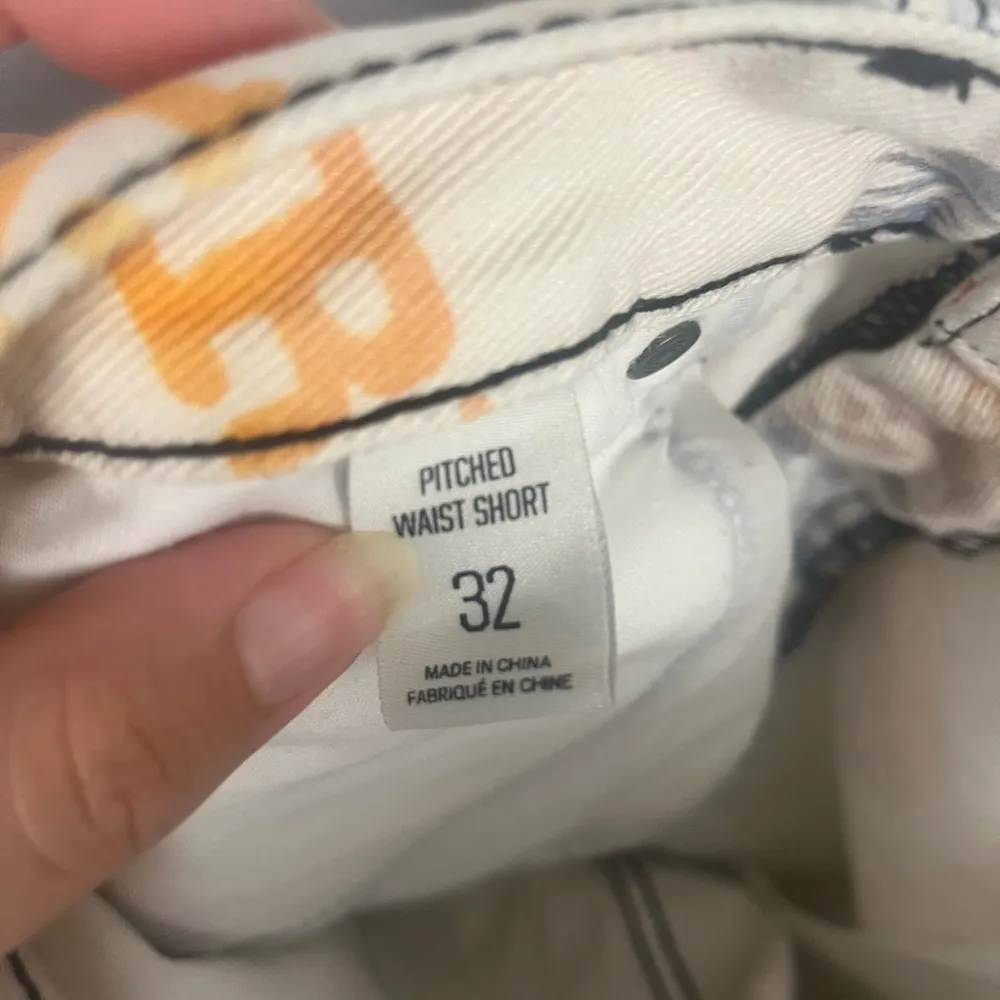 PITCHED
WAIST SHORT
32
MADE IN CHINA
FABRIQUÉ EN CHINE